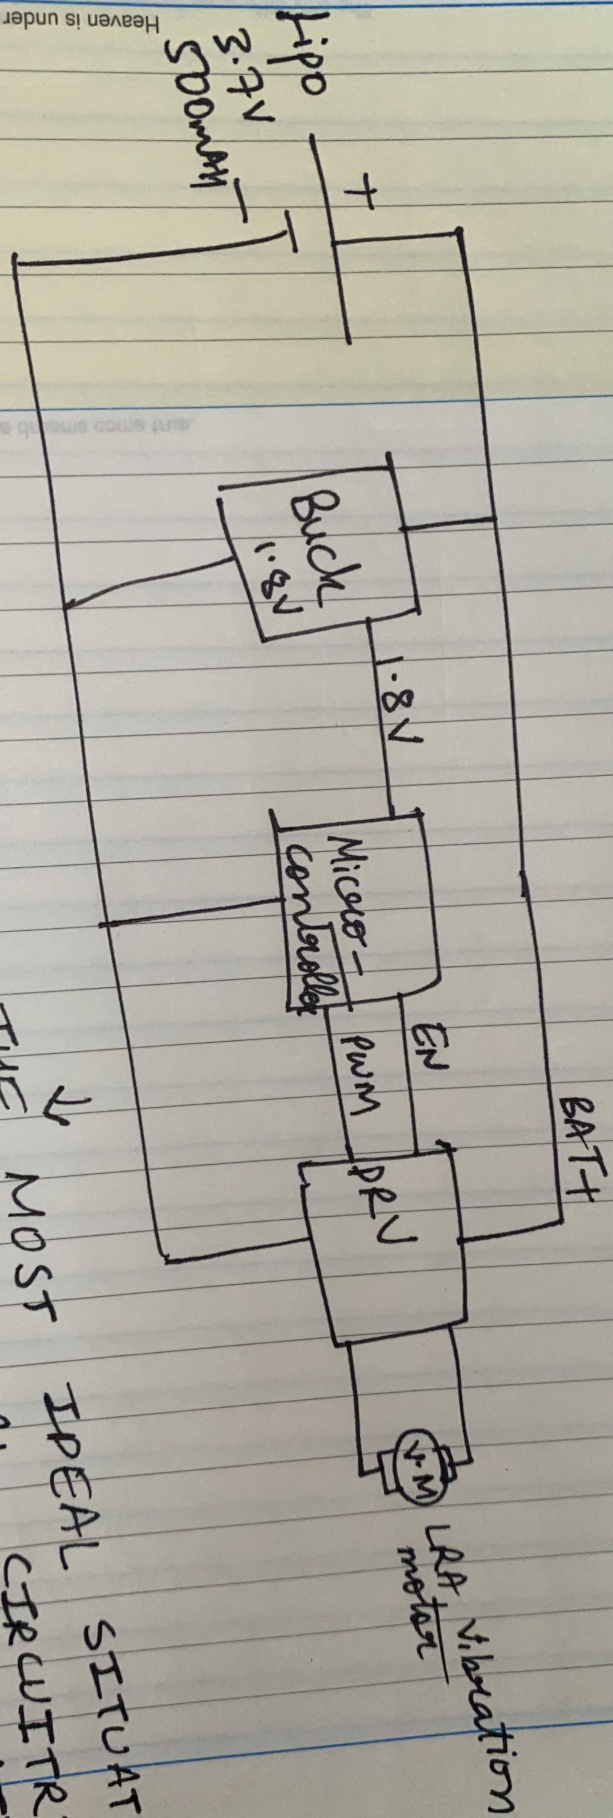 Heaven is under
Lipo
3.7V
500mAH
+
Buck
1.8V
1.8V
Micro-
controller
EN
PWM
BAT+
DRV
V.M
LRA vibration
motor
↓
THE MOST IDEAL SITUAT
CIRCUITR